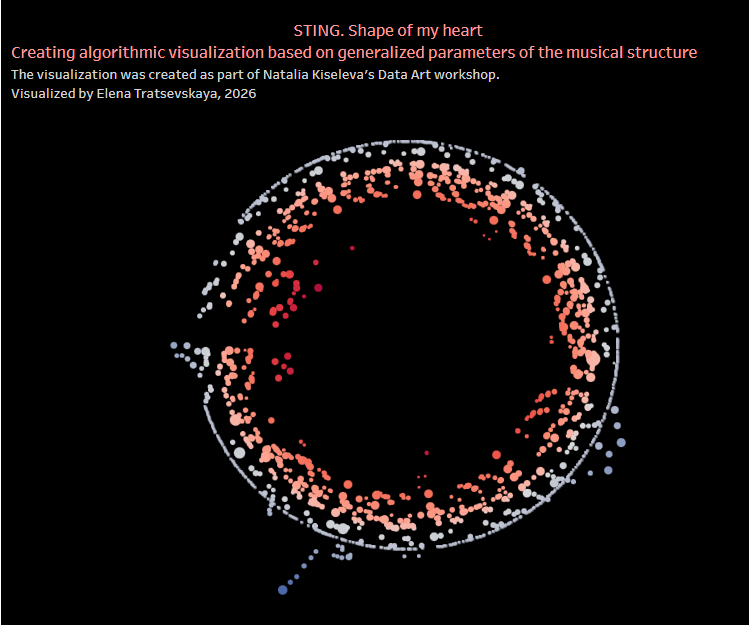 STING. Shape of my heart
Creating algorithmic visualization based on generalized parameters of the musical structure
The visualization was created as part of Natalia Kiseleva’s Data Art workshop.
Visualized by Elena Tratsevskaya, 2026